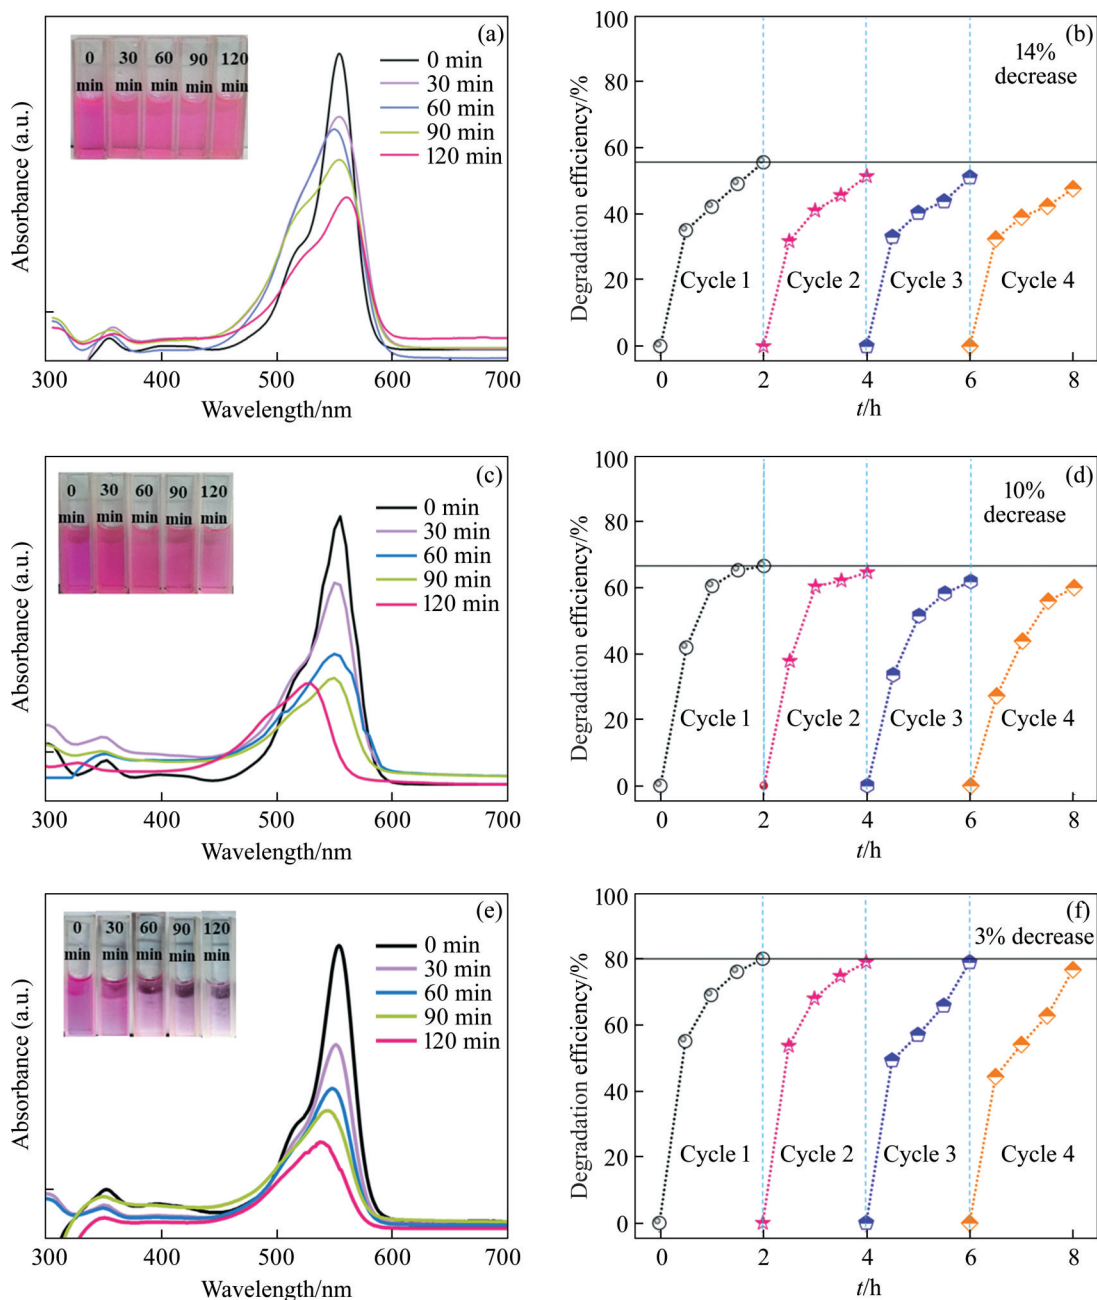 (a)
0 30 60 90 120
min min min min min
0 min
30 min
60 min
90 min
120 min
Absorbance (a.u.)
300 400 500 600 700
Wavelength/nm
(b)
14%
decrease
Degradation efficiency/%
100
80
60
40
20
0
Cycle 1 Cycle 2 Cycle 3 Cycle 4
0 2 4 6 8
t/h
(c)
0 30 60 90 120
min min min min min
0 min
30 min
60 min
90 min
120 min
Absorbance (a.u.)
300 400 500 600 700
Wavelength/nm
(d)
10%
decrease
Degradation efficiency/%
100
80
60
40
20
0
Cycle 1 Cycle 2 Cycle 3 Cycle 4
0 2 4 6 8
t/h
(e)
0 30 60 90 120
min min min min min
0 min
30 min
60 min
90 min
120 min
Absorbance (a.u.)
300 400 500 600 700
Wavelength/nm
(f)
3% decrease
Degradation efficiency/%
100
80
60
40
20
0
Cycle 1 Cycle 2 Cycle 3 Cycle 4
0 2 4 6 8
t/h